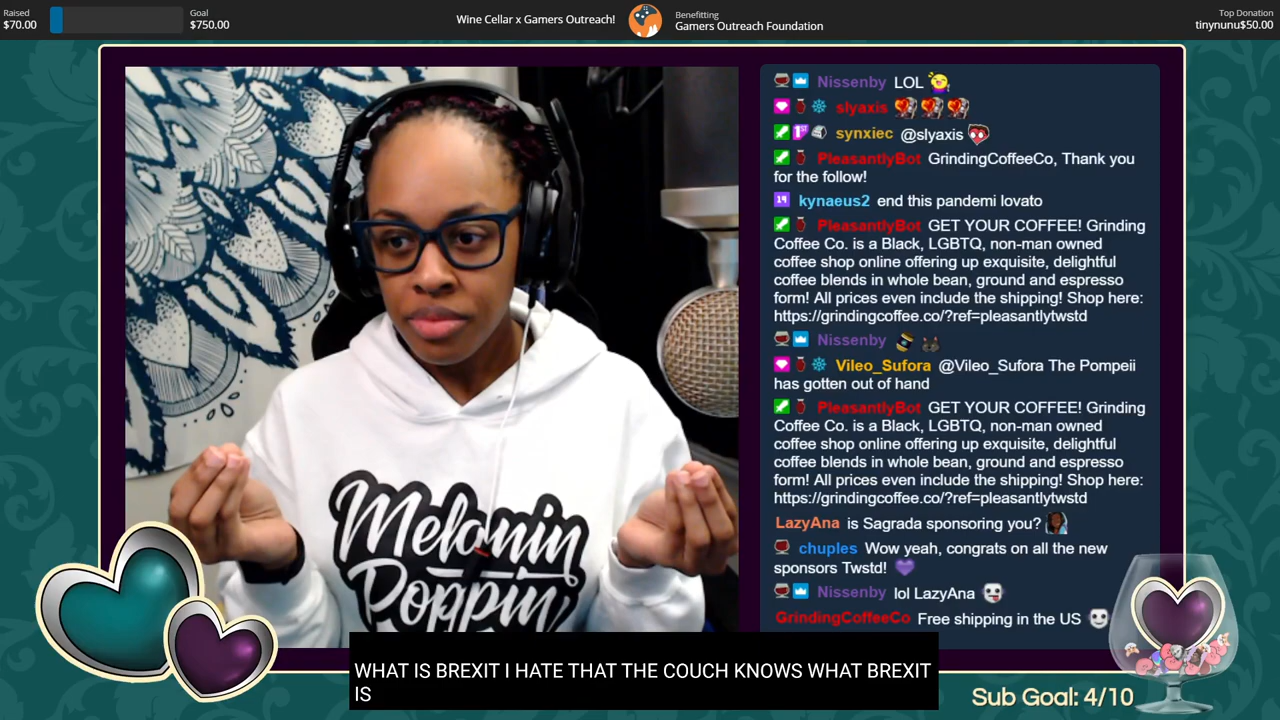 Raised
$70.00
Goal
$750.00
Wine Cellar x Gamers Outreach!
Benefitting
Gamers Outreach Foundation
Top Donation
tinynunu$50.00
Nissenby LOL
slyaxis
synxiec @slyaxis
PleasantlyBot GrindingCoffeeCo, Thank you
for the follow!
kynaeus2 end this pandemi lovato
PleasantlyBot GET YOUR COFFEE! Grinding
Coffee Co. is a Black, LGBTQ, non-man owned
coffee shop online offering up exquisite, delightful
coffee blends in whole bean, ground and espresso
form! All prices even include the shipping! Shop here:
https://grindingcoffee.co/?ref=pleasantlytwstd
Nissenby
Vileo_Sufora @Vileo_Sufora The Pompeii
has gotten out of hand
PleasantlyBot GET YOUR COFFEE! Grinding
Coffee Co. is a Black, LGBTQ, non-man owned
coffee shop online offering up exquisite, delightful
coffee blends in whole bean, ground and espresso
form! All prices even include the shipping! Shop here:
https://grindingcoffee.co/?ref=pleasantlytwstd
LazyAna is Sagrada sponsoring you?
chuples Wow yeah, congrats on all the new
sponsors Twstd!
Nissenby lol LazyAna
GrindingCoffeeCo Free shipping in the US
Melanin
Poppin
WHAT IS BREXIT I HATE THAT THE COUCH KNOWS WHAT BREXIT
IS
Sub Goal: 4/10